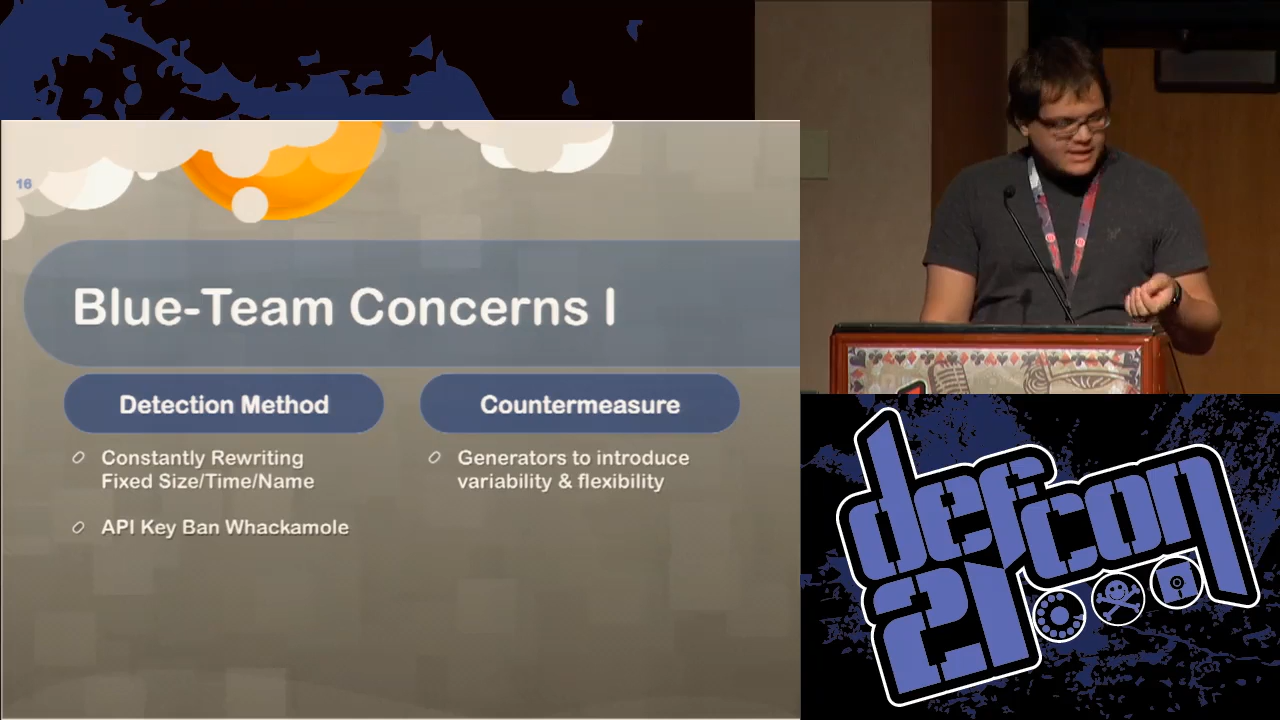 16
Blue-Team Concerns I
Detection Method
Countermeasure
Constantly Rewriting
Fixed Size/Time/Name
API Key Ban Whackamole
Generators to introduce
variability & flexibility
defcon
21